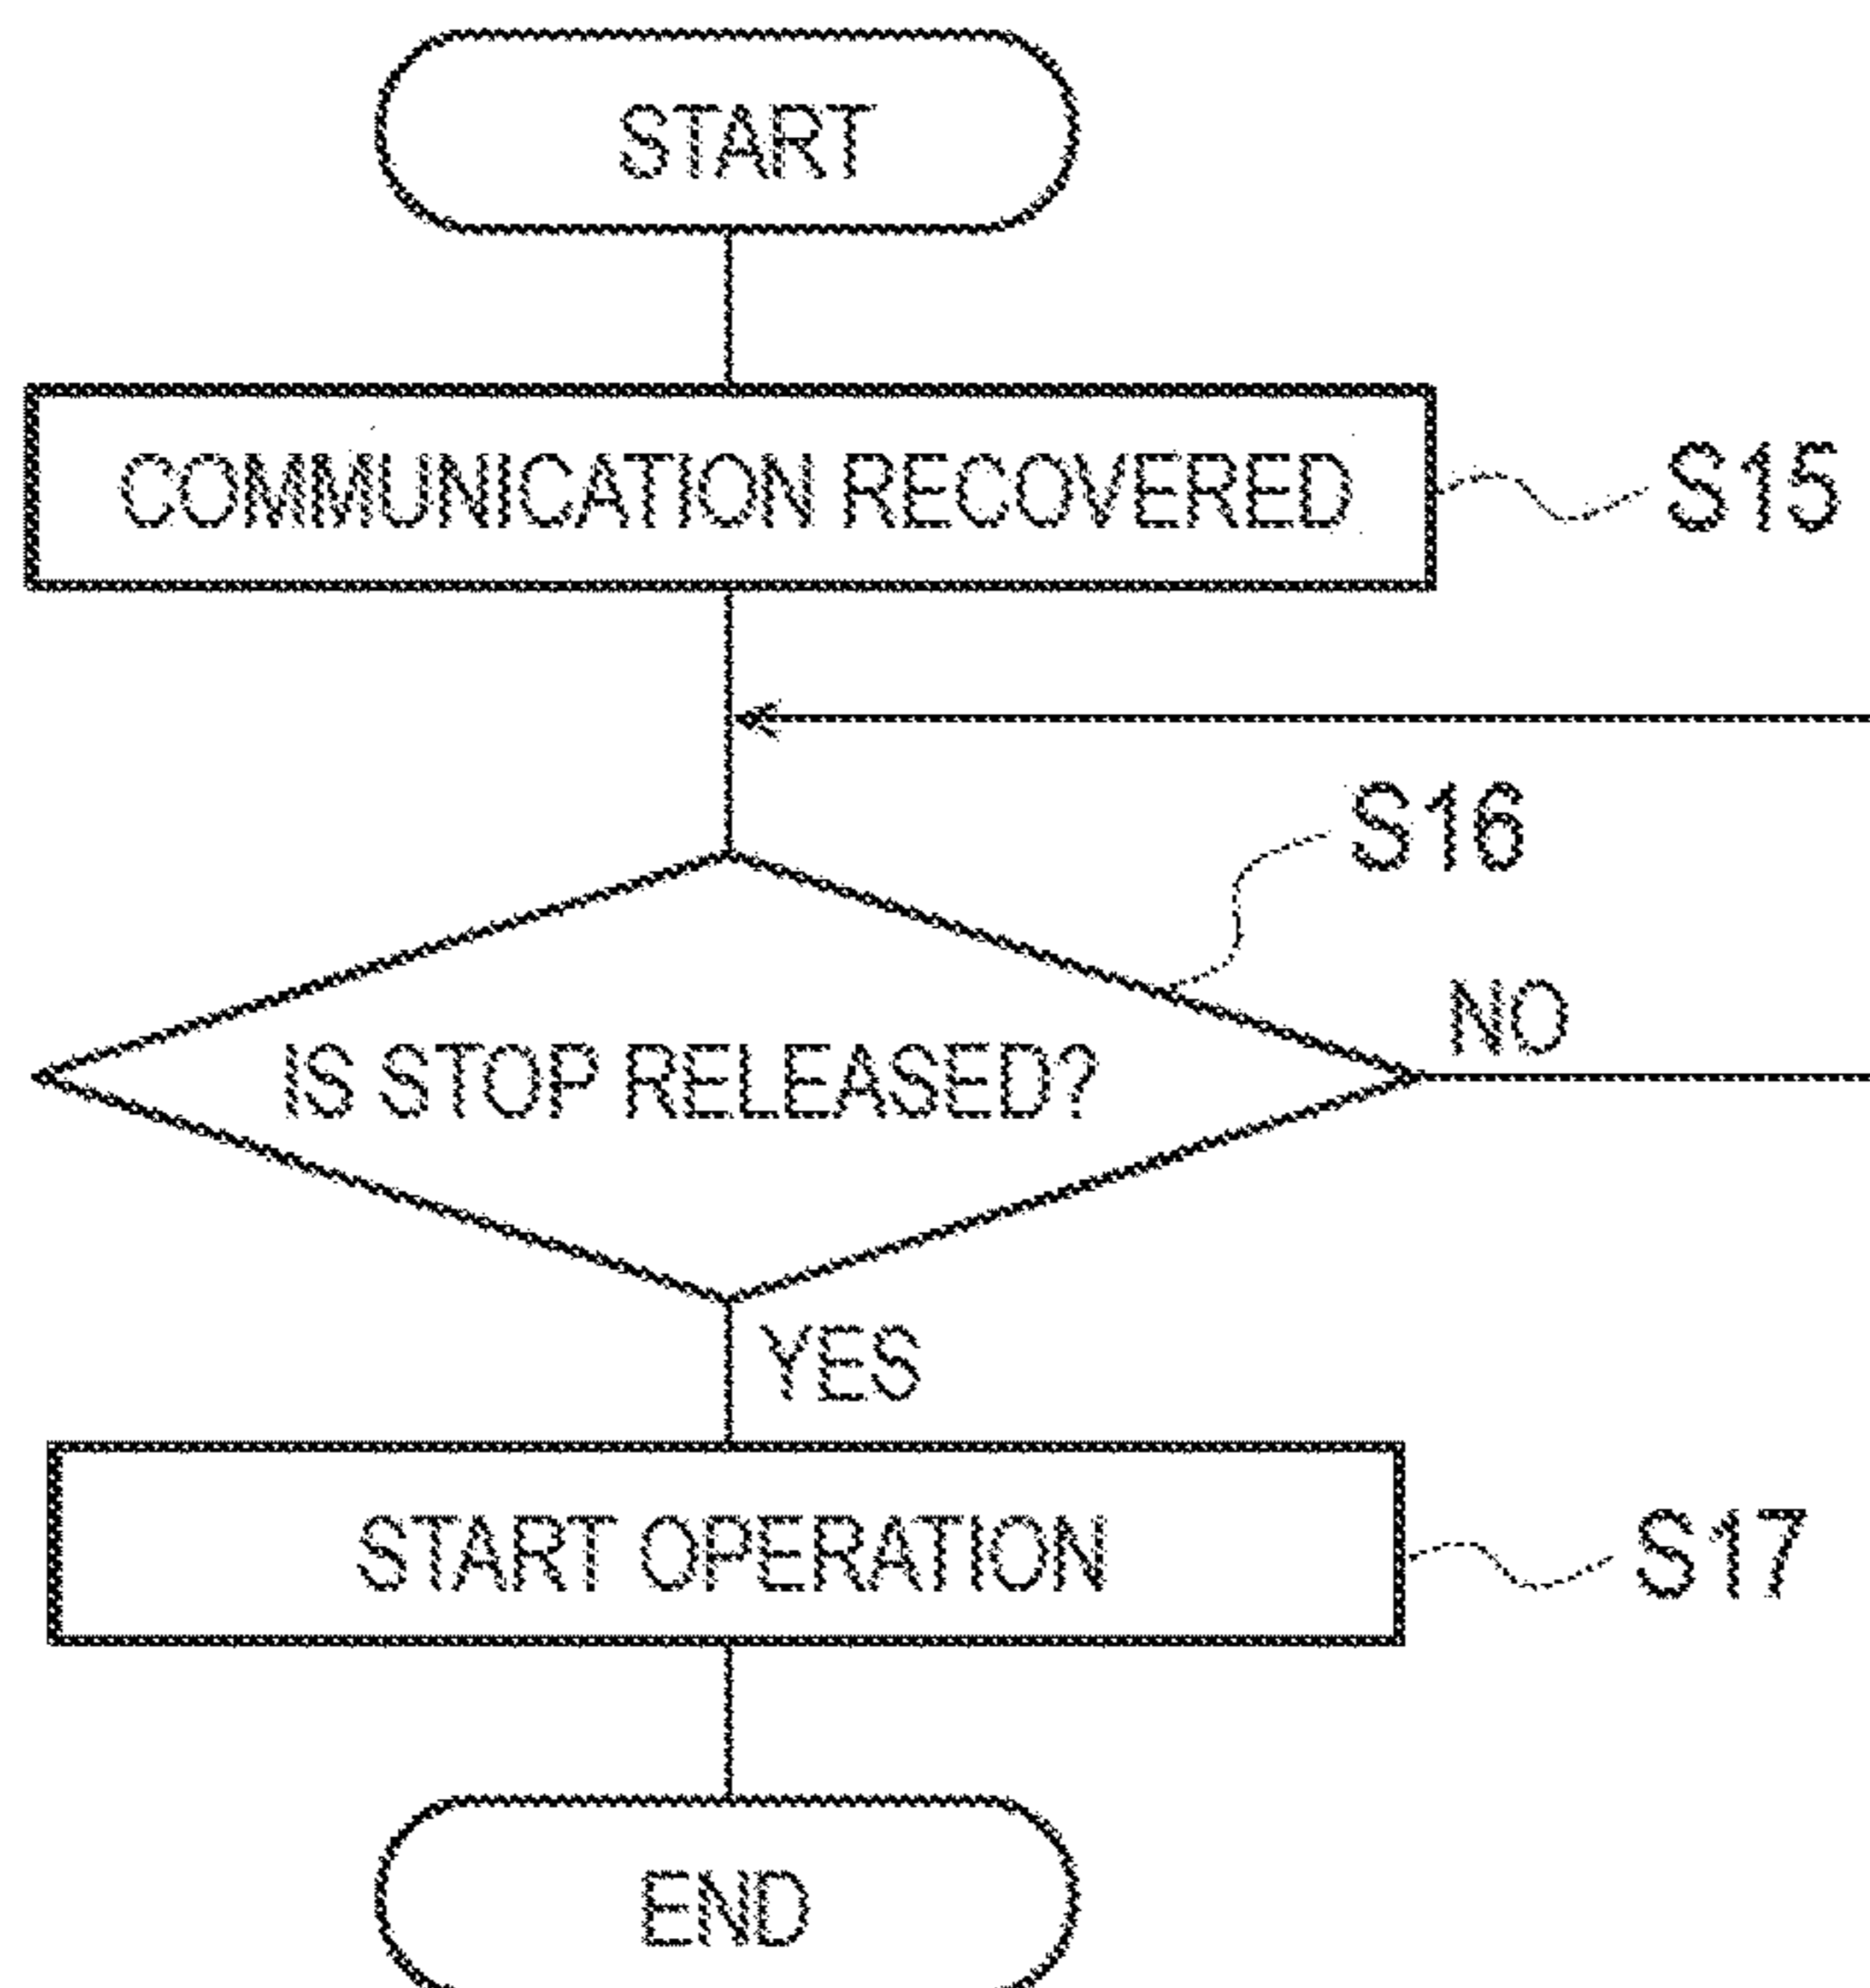 START
COMMUNICATION RECOVERED
S15
S16
NO
IS STOP RELEASED?
YES
START OPERATION
S17
END